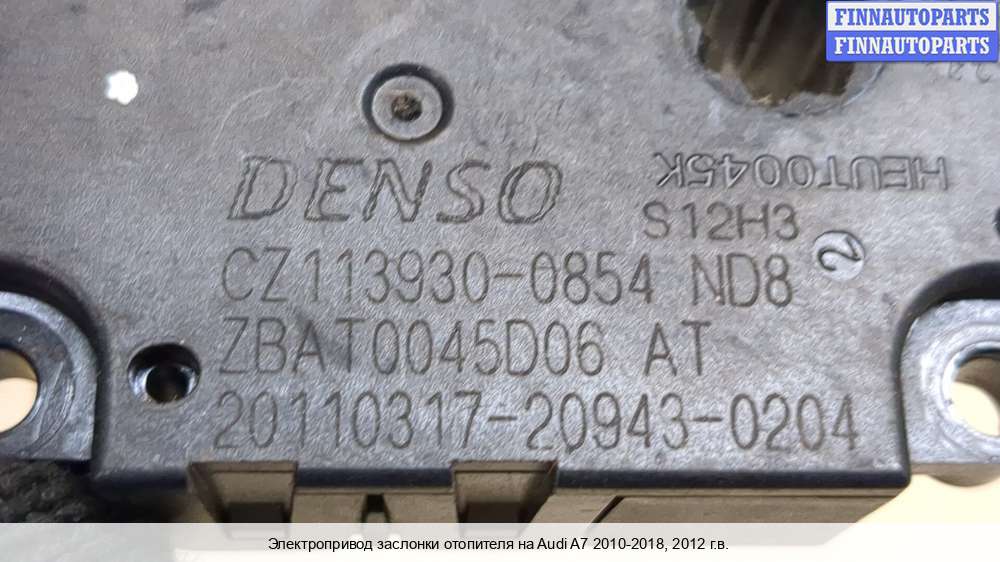 FINNAUTOPARTS
FINNAUTOPARTS
DENSO
HEUT0045K
S12H3
2
CZ113930-0854 ND8
ZBAT0045D06 AT
20110317-20943-0204
Электропривод заслонки отопителя на Audi A7 2010-2018, 2012 г.в.